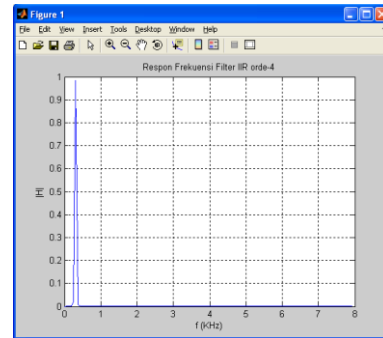 Figure 1
File Edit View Insert Tools Desktop Window Help
Respon Frekuensi Filter IIR orde-4
1
0.9
0.8
0.7
0.6
0.5
0.4
0.3
0.2
0.1
0
|H|
0 1 2 3 4 5 6 7 8
f (KHz)